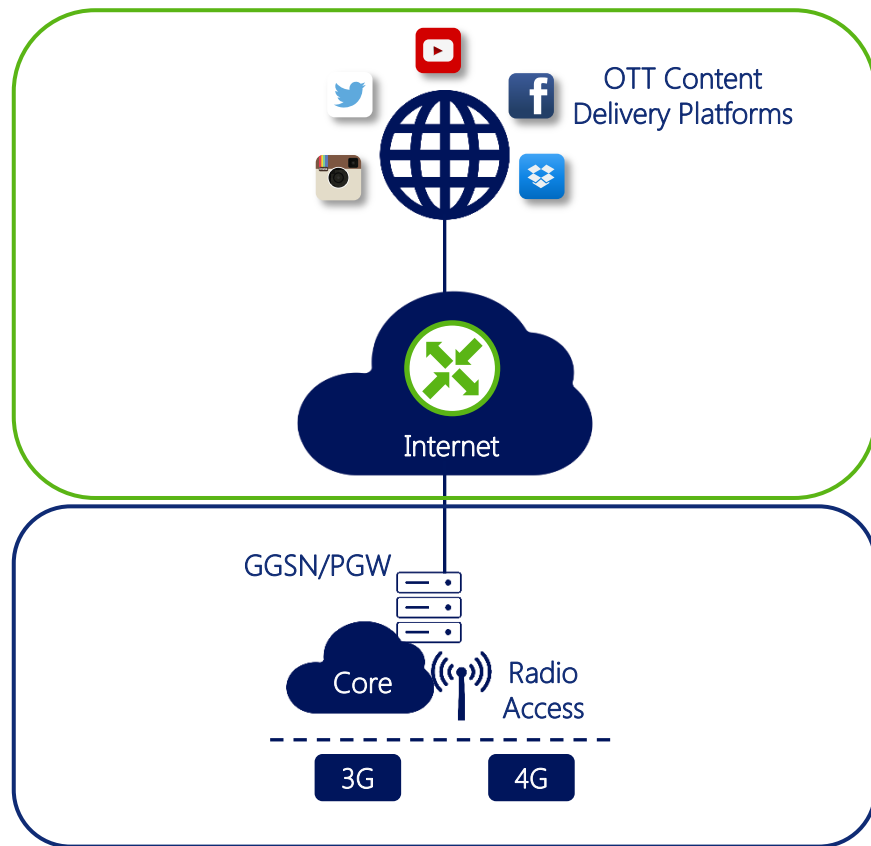 OTT Content
Delivery Platforms
Internet
GGSN/PGW
Core
Radio
Access
3G
4G